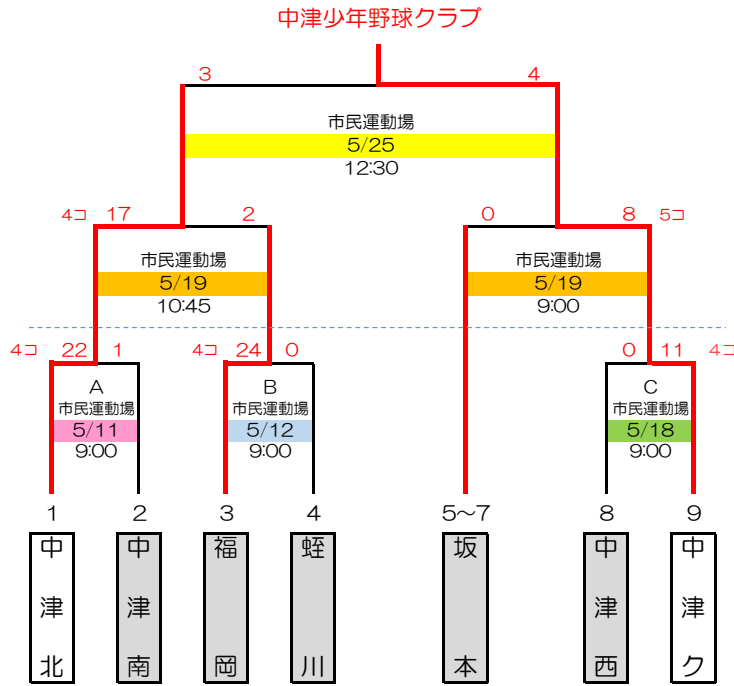 中津少年野球クラブ
3 4
市民運動場
5/25
12:30
4コ 17 2 0 8 5コ
市民運動場 市民運動場
5/19 5/19
10:45 9:00
4コ 22 1 4コ 24 0 0 11 4コ
A B C
市民運動場 市民運動場 市民運動場
5/11 5/12 5/18
9:00 9:00 9:00
1 2 3 4 5～7 8 9
中津北
中津南
福岡
蛭川
坂本
中津西
中津ク